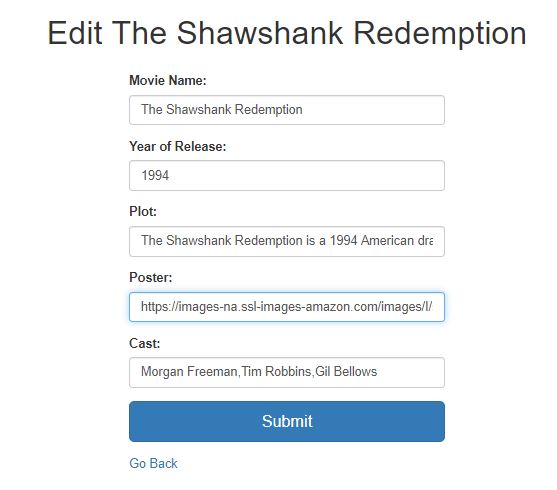 Edit The Shawshank Redemption
Movie Name:
The Shawshank Redemption
Year of Release:
1994
Plot:
The Shawshank Redemption is a 1994 American dra
Poster:
https://images-na.ssl-images-amazon.com/images/I/
Cast:
Morgan Freeman,Tim Robbins,Gil Bellows
Submit
Go Back